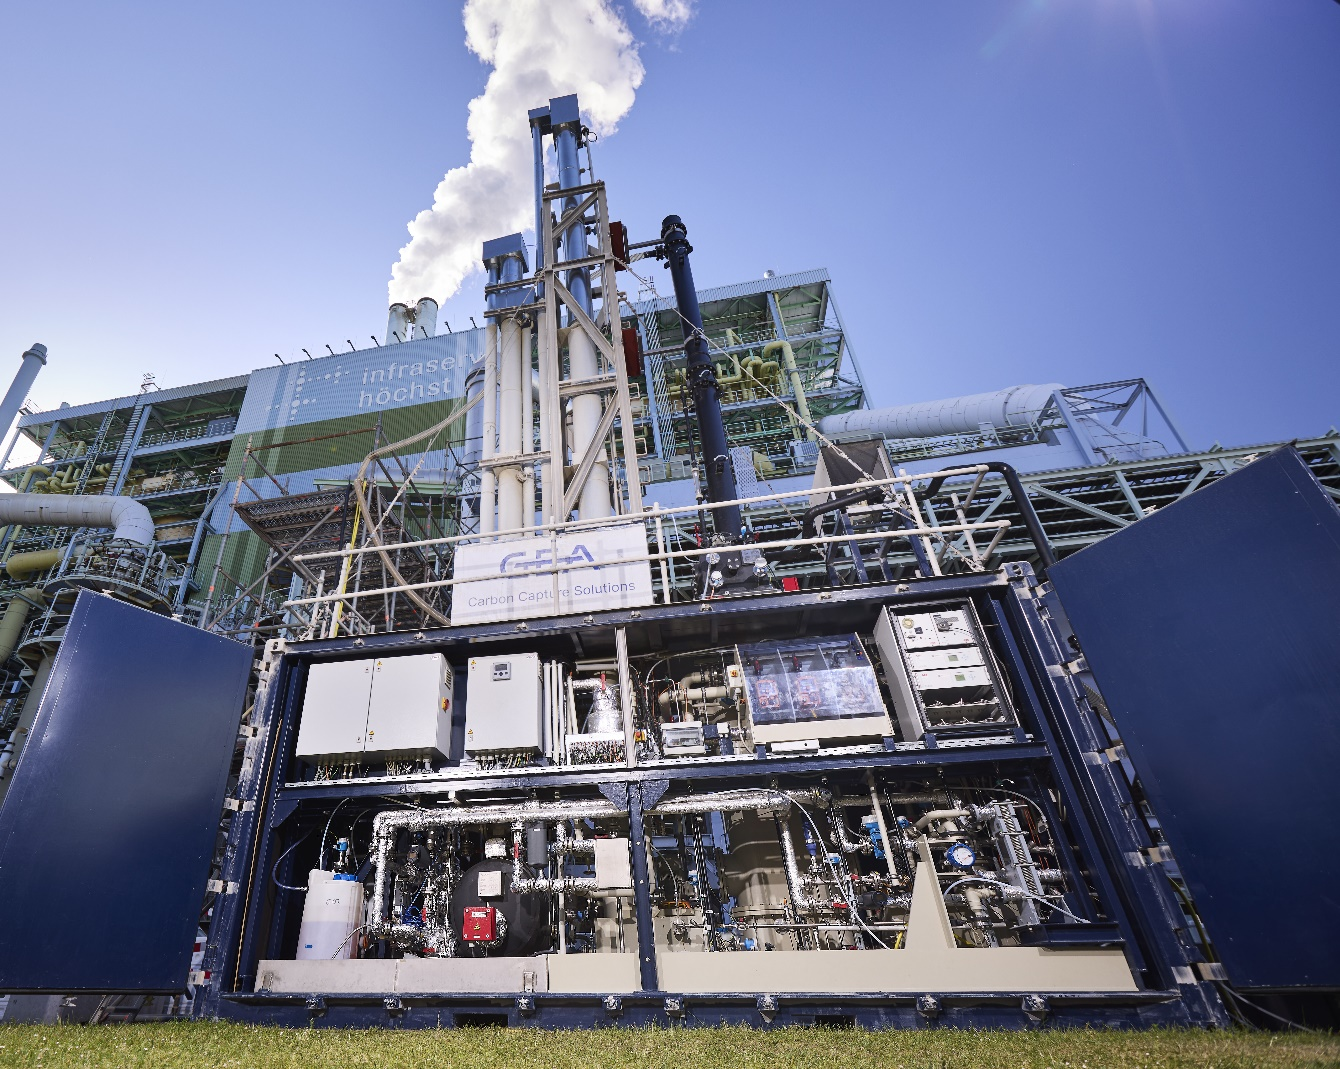 infraserv
höchst
GEA
Carbon Capture Solutions